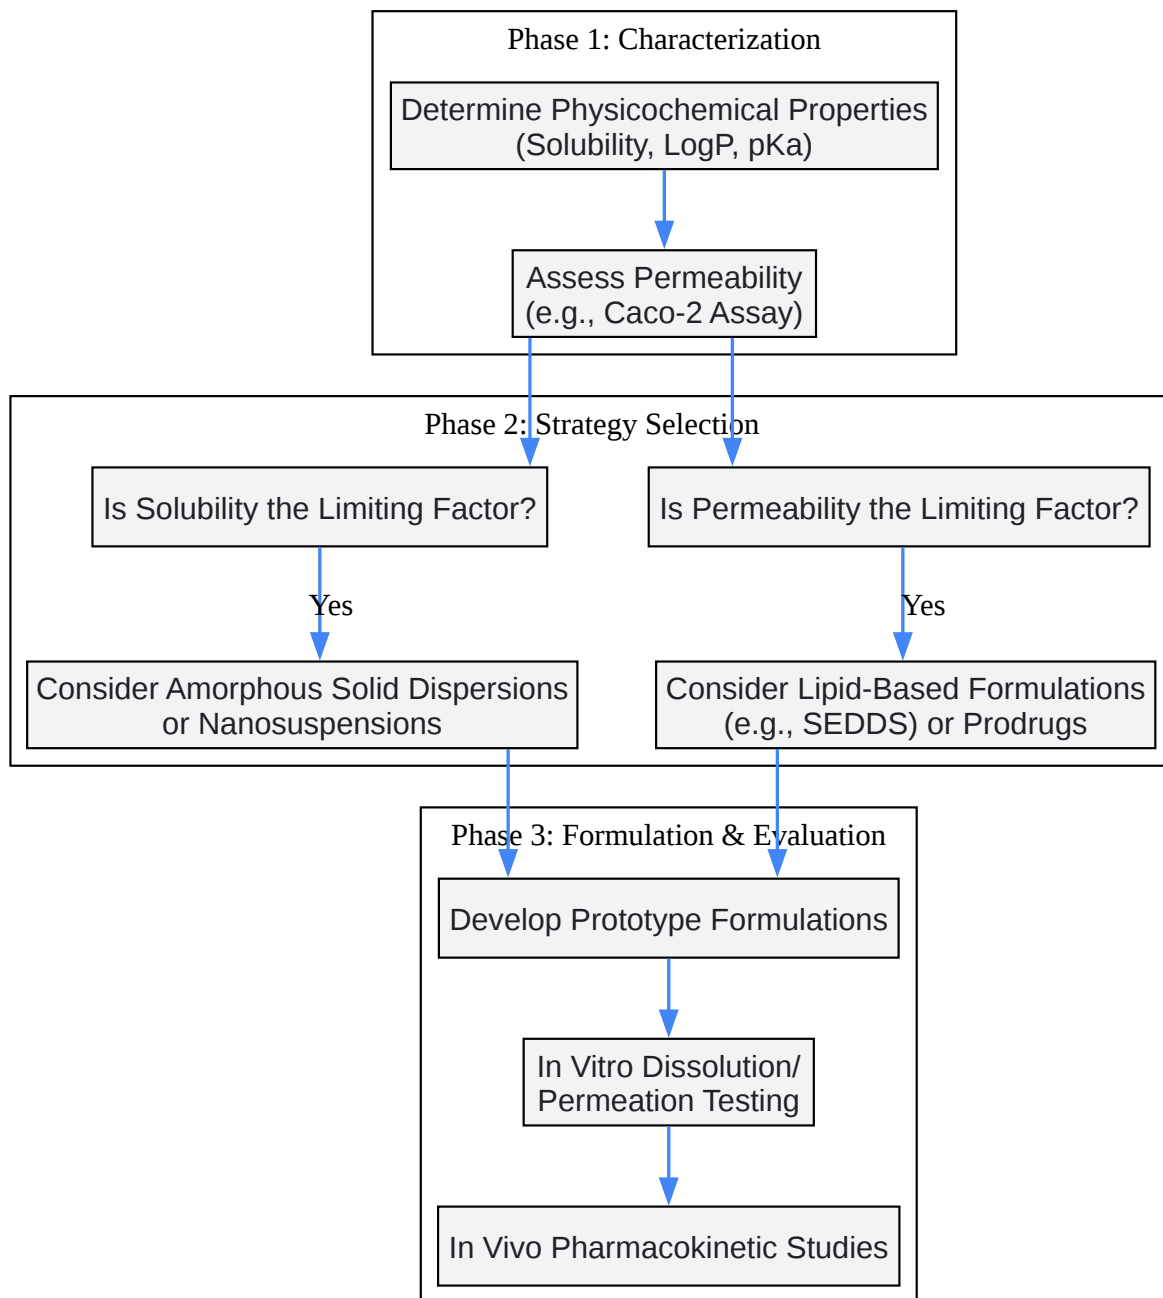 Phase 1: Characterization
Determine Physicochemical Properties
(Solubility, LogP, pKa)
Assess Permeability
(e.g., Caco-2 Assay)
Phase 2: Strategy Selection
Is Solubility the Limiting Factor?
Is Permeability the Limiting Factor?
Yes
Yes
Consider Amorphous Solid Dispersions
or Nanosuspensions
Consider Lipid-Based Formulations
(e.g., SEDDS) or Prodrugs
Phase 3: Formulation & Evaluation
Develop Prototype Formulations
In Vitro Dissolution/
Permeation Testing
In Vivo Pharmacokinetic Studies